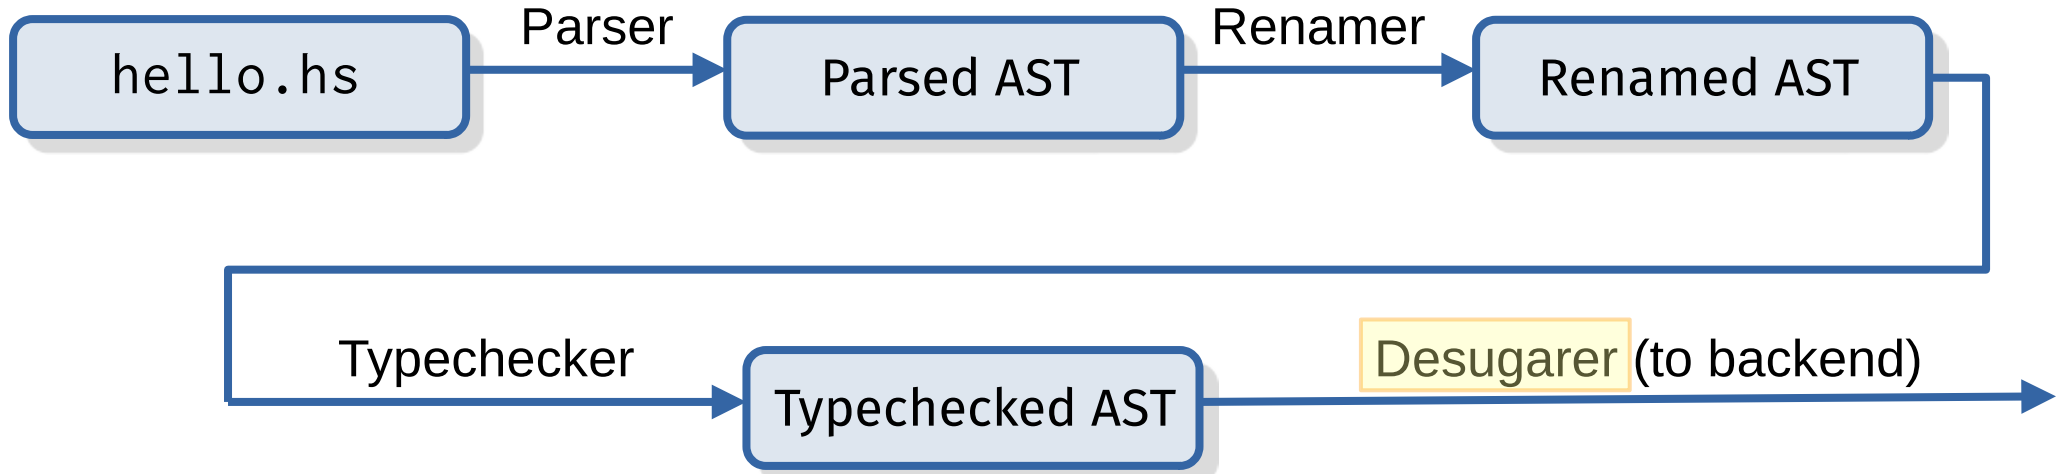 Parser
Renamer
hello.hs
Parsed AST
Renamed AST
Typechecker
Desugarer (to backend)
Typechecked AST